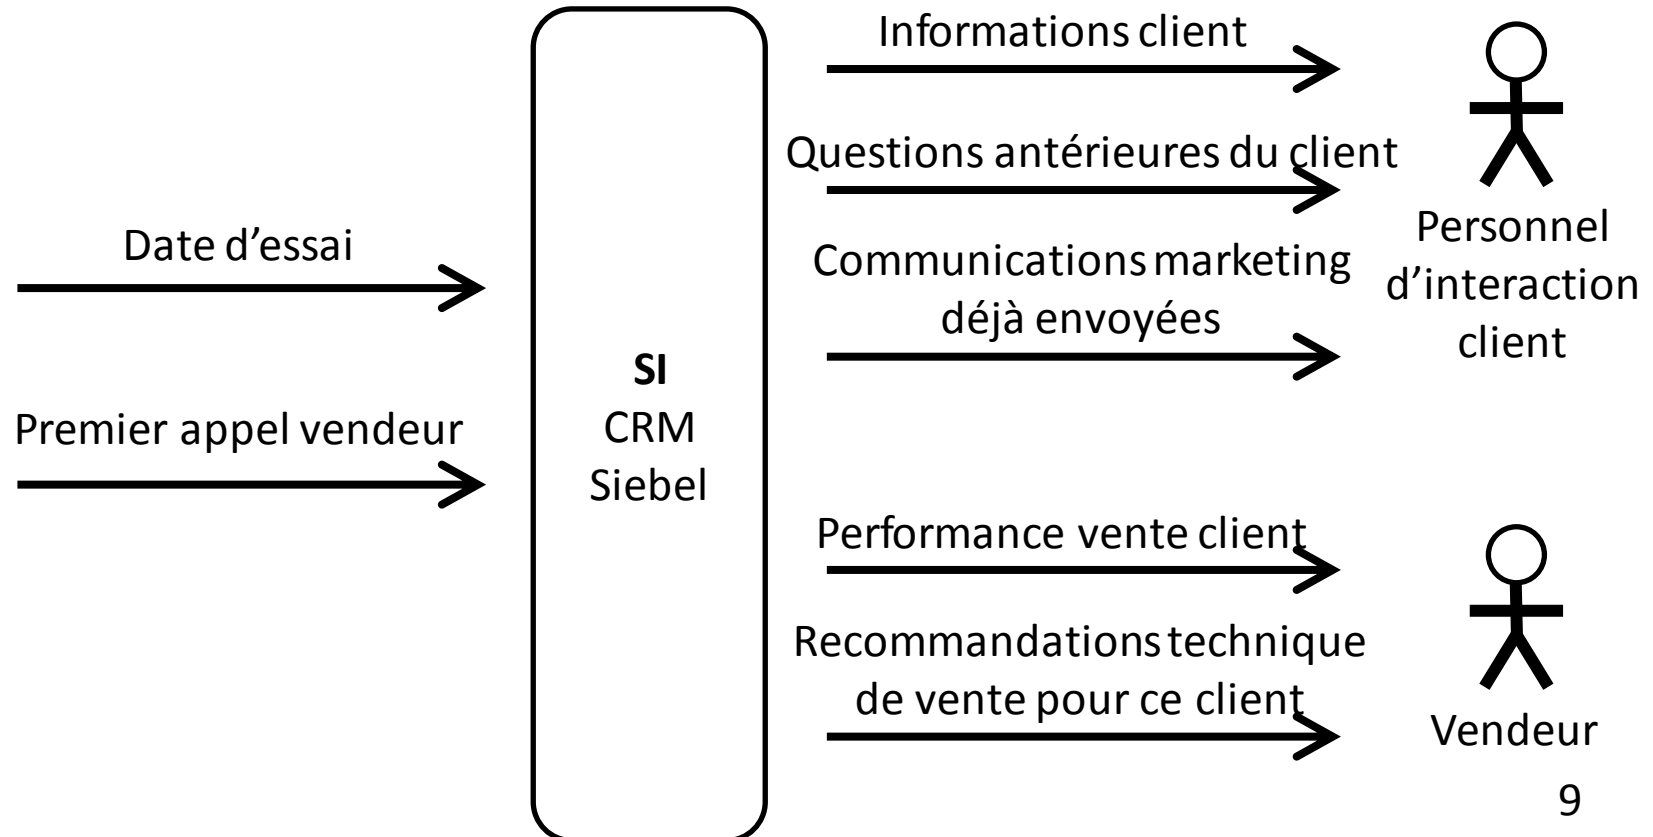 Date d’essai
Premier appel vendeur
SI
CRM
Siebel
Informations client
Questions antérieures du client
Communications marketing
déjà envoyées
Personnel
d’interaction
client
Performance vente client
Recommandations technique
de vente pour ce client
Vendeur
9